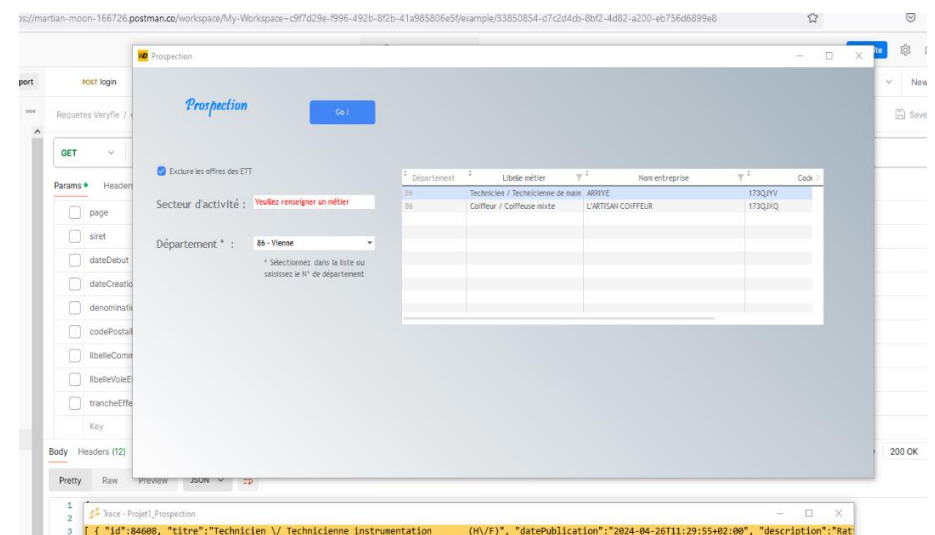 ps://martian-moon-166726.postman.co/workspace/My-Workspace~c9f7d29e-f996-492b-8f2b-41a985806e5f/example/33850854-d7c2d4cb-8bf2-4d82-a200-eb756d6899e8
WD Prospection
port POST login New
Requetes Veryfie / Save
Prospection
Go !
GET
Exclure les offres des ETT
Params Headers
Département Libelle métier Nom entreprise Code
86 Technicien / Technicienne de main ARRIVE 173QJYV
86 Coiffeur / Coiffeuse mixte L'ARTISAN COIFFEUR 173QJXQ
Secteur d'activité : Veuillez renseigner un métier
page
siret
Département * : 86 - Vienne
* Sélectionnez dans la liste ou
saisissez le N° de département
dateDebut
dateCreatio
denominati
codePostal
libelleComm
libelleVoieE
trancheEffe
Key
Body Headers (12) 200 OK
Pretty Raw Preview JSON
1
2 Trace - Projet1_Prospection
3 [ { "id":84608, "titre":"Technicien \/ Technicienne instrumentation (H\/F)", "datePublication":"2024-04-26T11:29:55+02:00", "description":"Rat